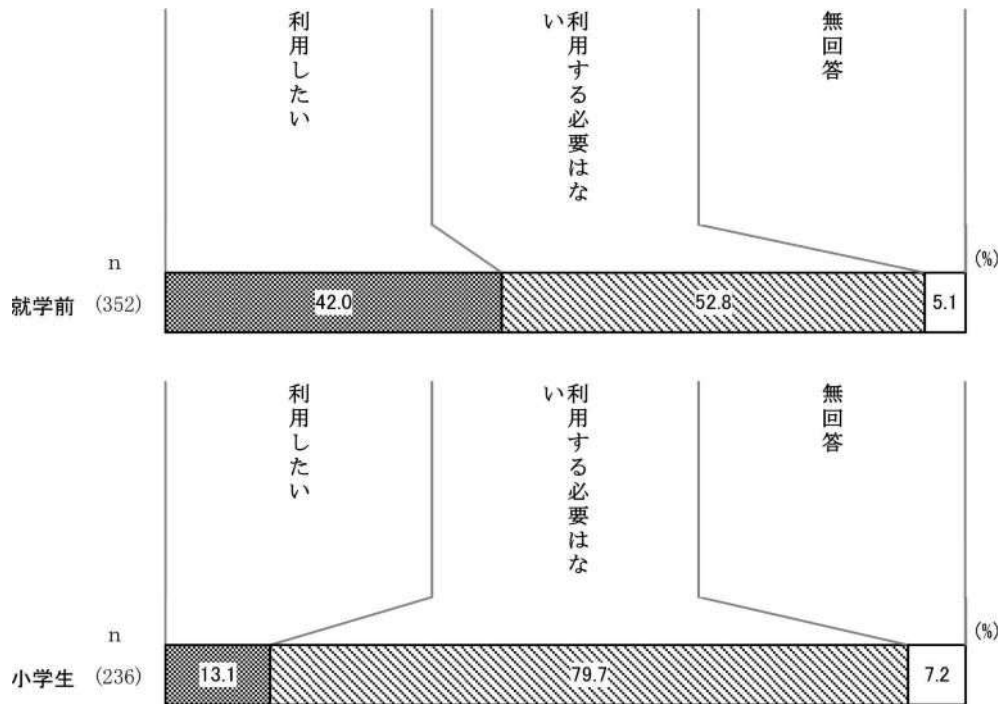 利用したい
利用する必要はな
い
無回答
(%)
n
就学前 (352)
42.0
52.8
5.1
利用したい
利用する必要はな
い
無回答
(%)
n
小学生 (236)
13.1
79.7
7.2